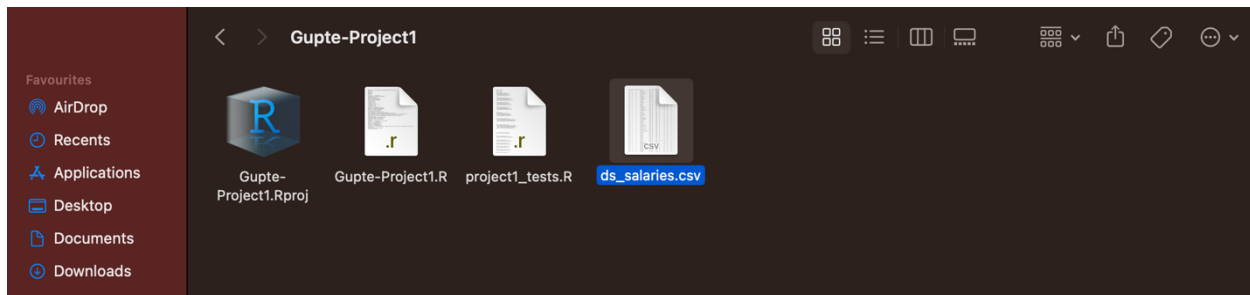 Gupte-Project1
Favourites
AirDrop
Recents
Applications
Desktop
Documents
Downloads
R
.r
.r
CSV
Gupte-
Project1.Rproj
Gupte-Project1.R
project1_tests.R
ds_salaries.csv